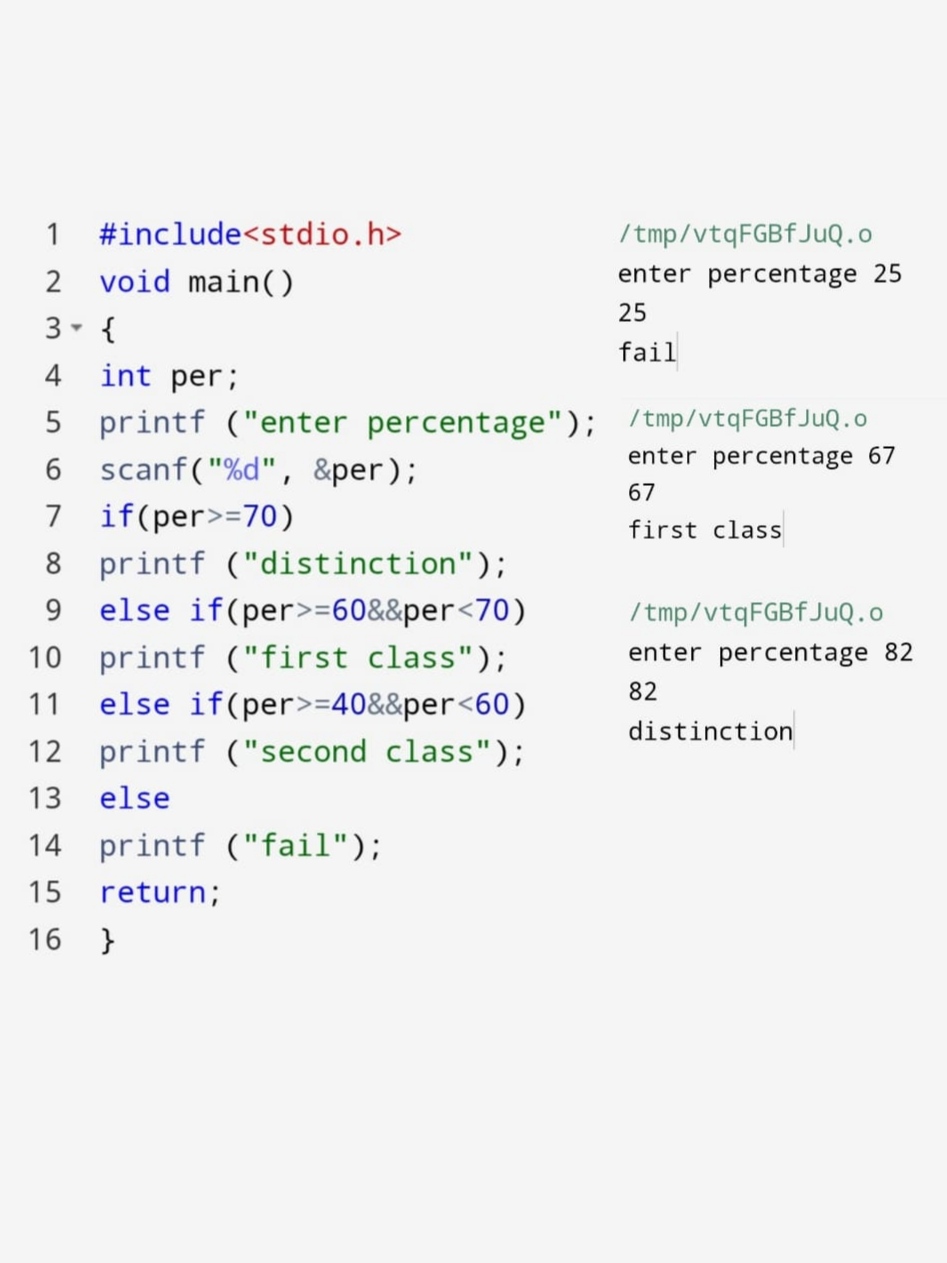 1 #include<stdio.h>
2 void main()
3 {
4 int per;
5 printf ("enter percentage");
6 scanf("%d", &per);
7 if(per>=70)
8 printf ("distinction");
9 else if(per>=60&&per<70)
10 printf ("first class");
11 else if(per>=40&&per<60)
12 printf ("second class");
13 else
14 printf ("fail");
15 return;
16 }
/tmp/vtqFGBfJuQ.o
enter percentage 25
25
fail
/tmp/vtqFGBfJuQ.o
enter percentage 67
67
first class
/tmp/vtqFGBfJuQ.o
enter percentage 82
82
distinction